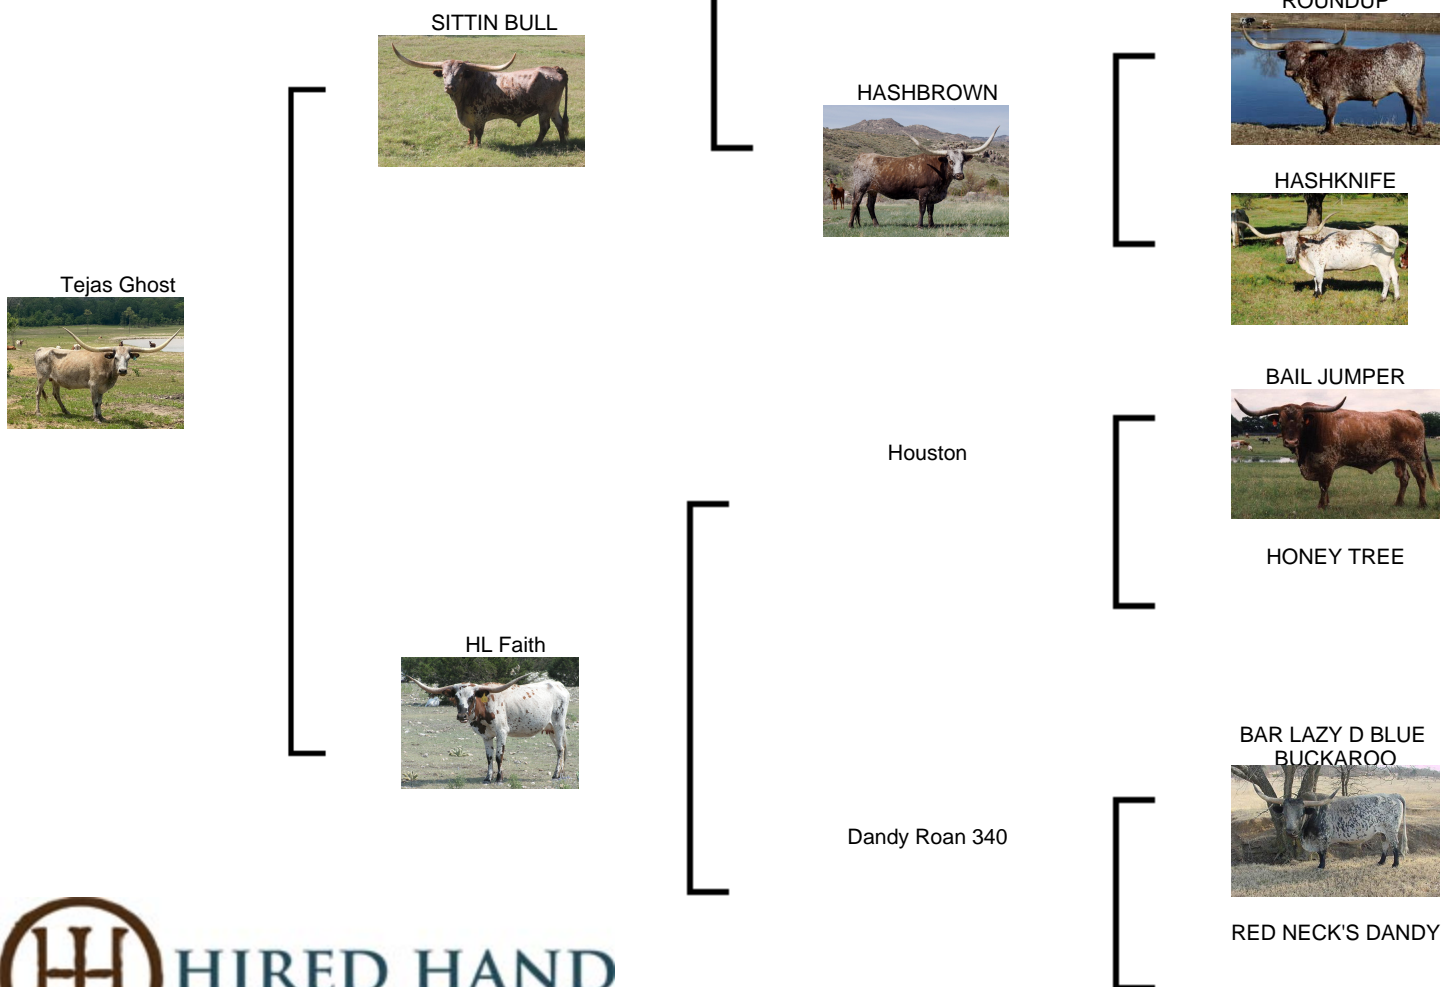 ROUNDUP
SITTIN BULL
HASHBROWN
HASHKNIFE
Tejas Ghost
BAIL JUMPER
Houston
HONEY TREE
HL Faith
BAR LAZY D BLUE
BUCKAROO
Dandy Roan 340
RED NECK'S DANDY
HIRED HAND